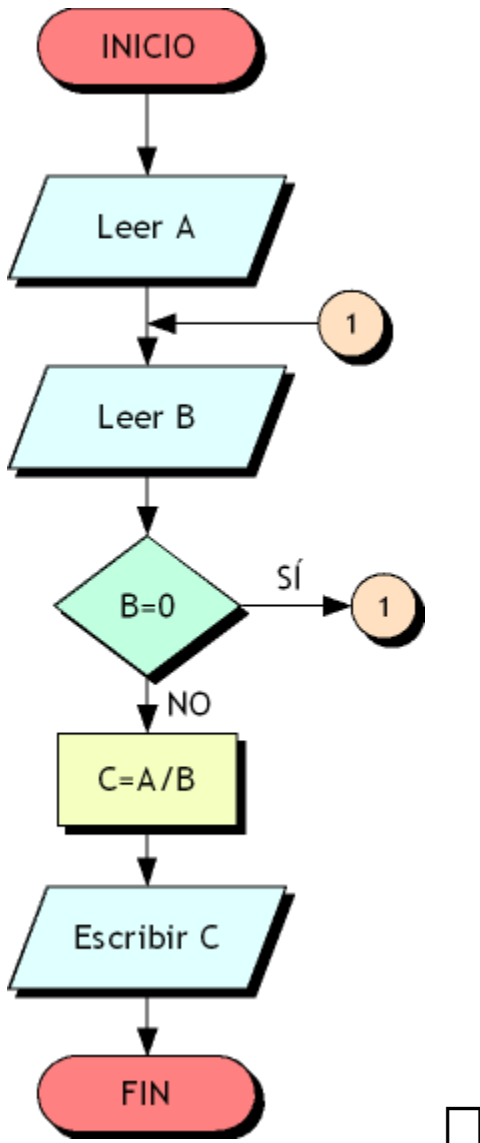 INICIO
Leer A
1
Leer B
B=0
SÍ
1
NO
C=A/B
Escribir C
FIN